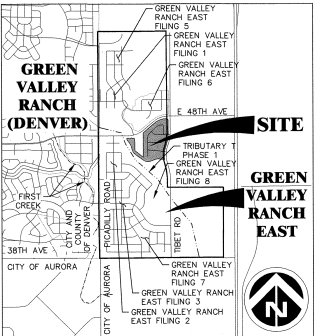 GREEN VALLEY
RANCH EAST
FILING 5
GREEN VALLEY
RANCH EAST
FILING 1
GREEN VALLEY
RANCH EAST
FILING 6
GREEN
VALLEY
RANCH
(DENVER)
E 48TH AVE
SITE
TRIBUTARY T
PHASE 1
GREEN VALLEY
RANCH EAST
FILING 8
GREEN
VALLEY
RANCH
EAST
FIRST
CREEK
CITY AND
COUNTY
OF DENVER
PICADILLY ROAD
TIBET RD
38TH AVE
CITY OF AURORA
CITY OF AURORA
GREEN VALLEY
RANCH EAST
FILING 7
GREEN VALLEY RANCH
EAST FILING 3
GREEN VALLEY RANCH
EAST FILING 2
N